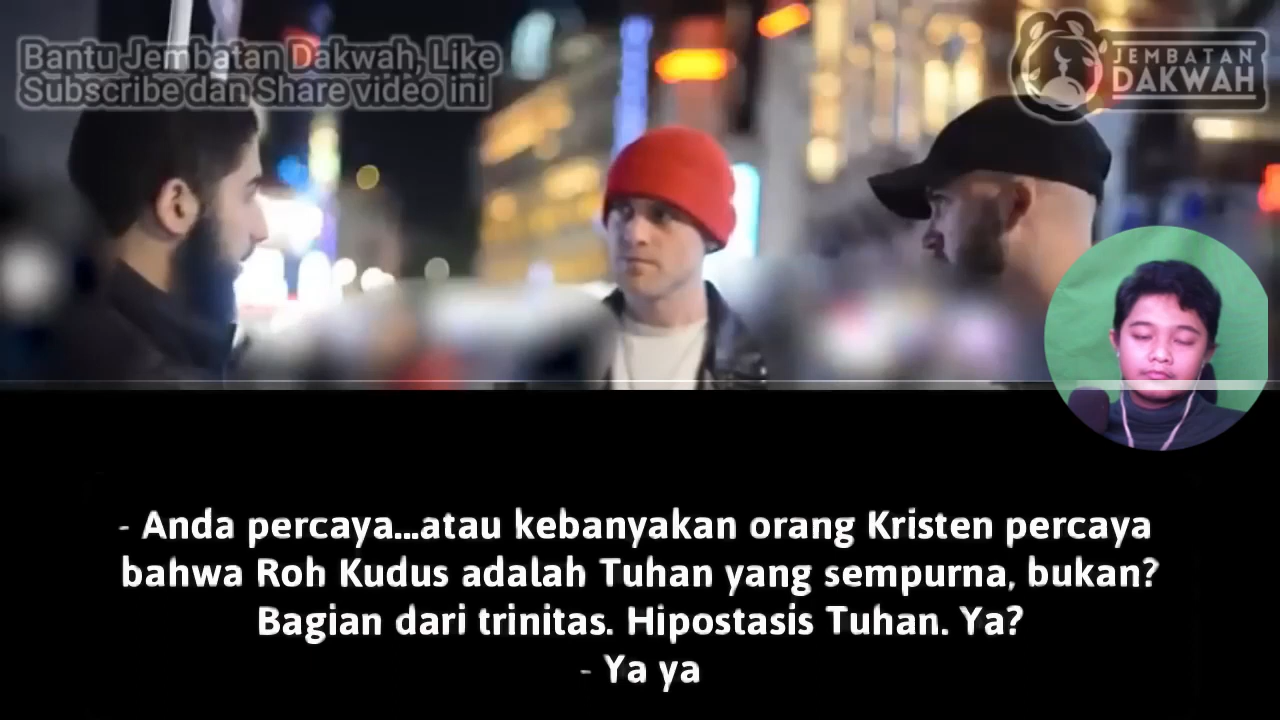 Bantu Jembatan Dakwah, Like
Subscribe dan Share video ini
JEMBATAN
DAKWAH
- Anda percaya...atau kebanyakan orang Kristen percaya
bahwa Roh Kudus adalah Tuhan yang sempurna, bukan?
Bagian dari trinitas. Hipostasis Tuhan. Ya?
- Ya ya